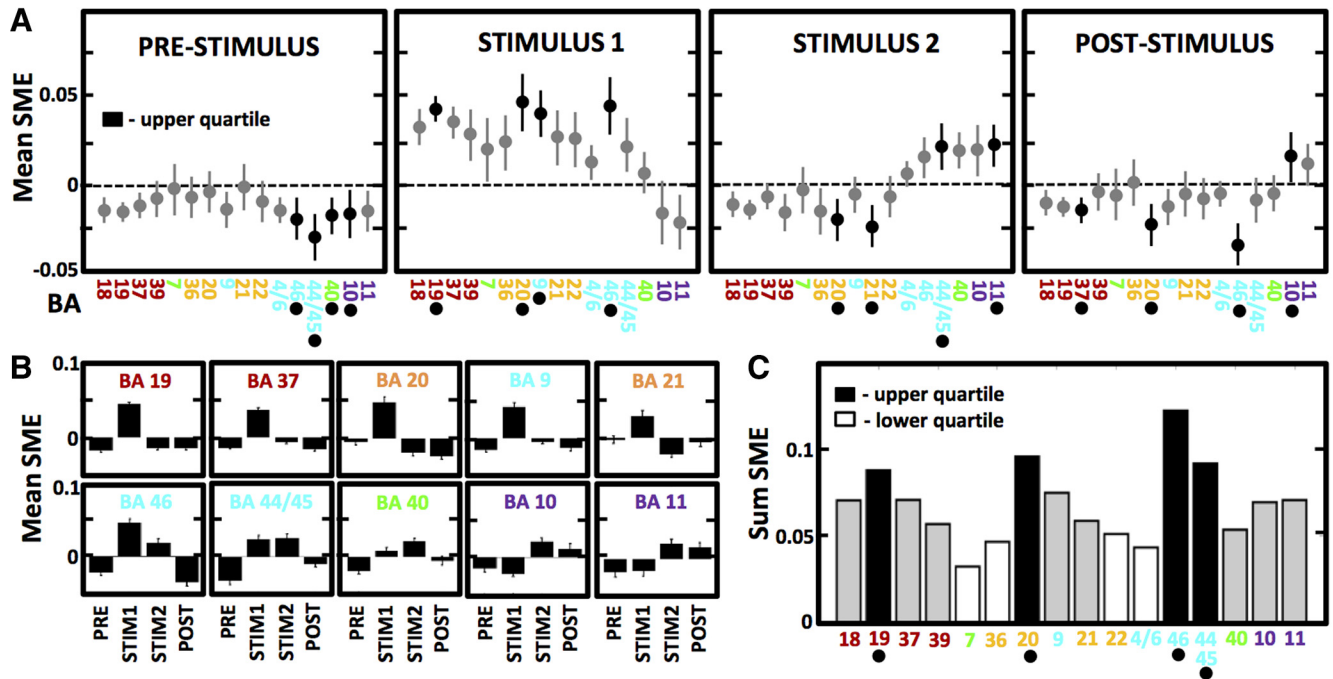 A
PRE-STIMULUS
STIMULUS 1
STIMULUS 2
POST-STIMULUS
Mean SME
0.05
0
-0.05
- upper quartile
BA
18 19 37 39 7 36 20 9 21 22 4/6 46 44/45 40 10 11
18 19 37 39 7 36 20 9 21 22 4/6 46 44/45 40 10 11
18 19 37 39 7 36 20 9 21 22 4/6 46 44/45 40 10 11
18 19 37 39 7 36 20 9 21 22 4/6 46 44/45 40 10 11
B
Mean SME
0.1
0
BA 19
BA 37
BA 20
BA 9
BA 21
Mean SME
0.1
0
BA 46
BA 44/45
BA 40
BA 10
BA 11
PRE STIM1 STIM2 POST
PRE STIM1 STIM2 POST
PRE STIM1 STIM2 POST
PRE STIM1 STIM2 POST
PRE STIM1 STIM2 POST
C
- upper quartile
- lower quartile
Sum SME
0.1
0.05
0
18 19 37 39 7 36 20 9 21 22 4/6 46 44 40 10 11
45